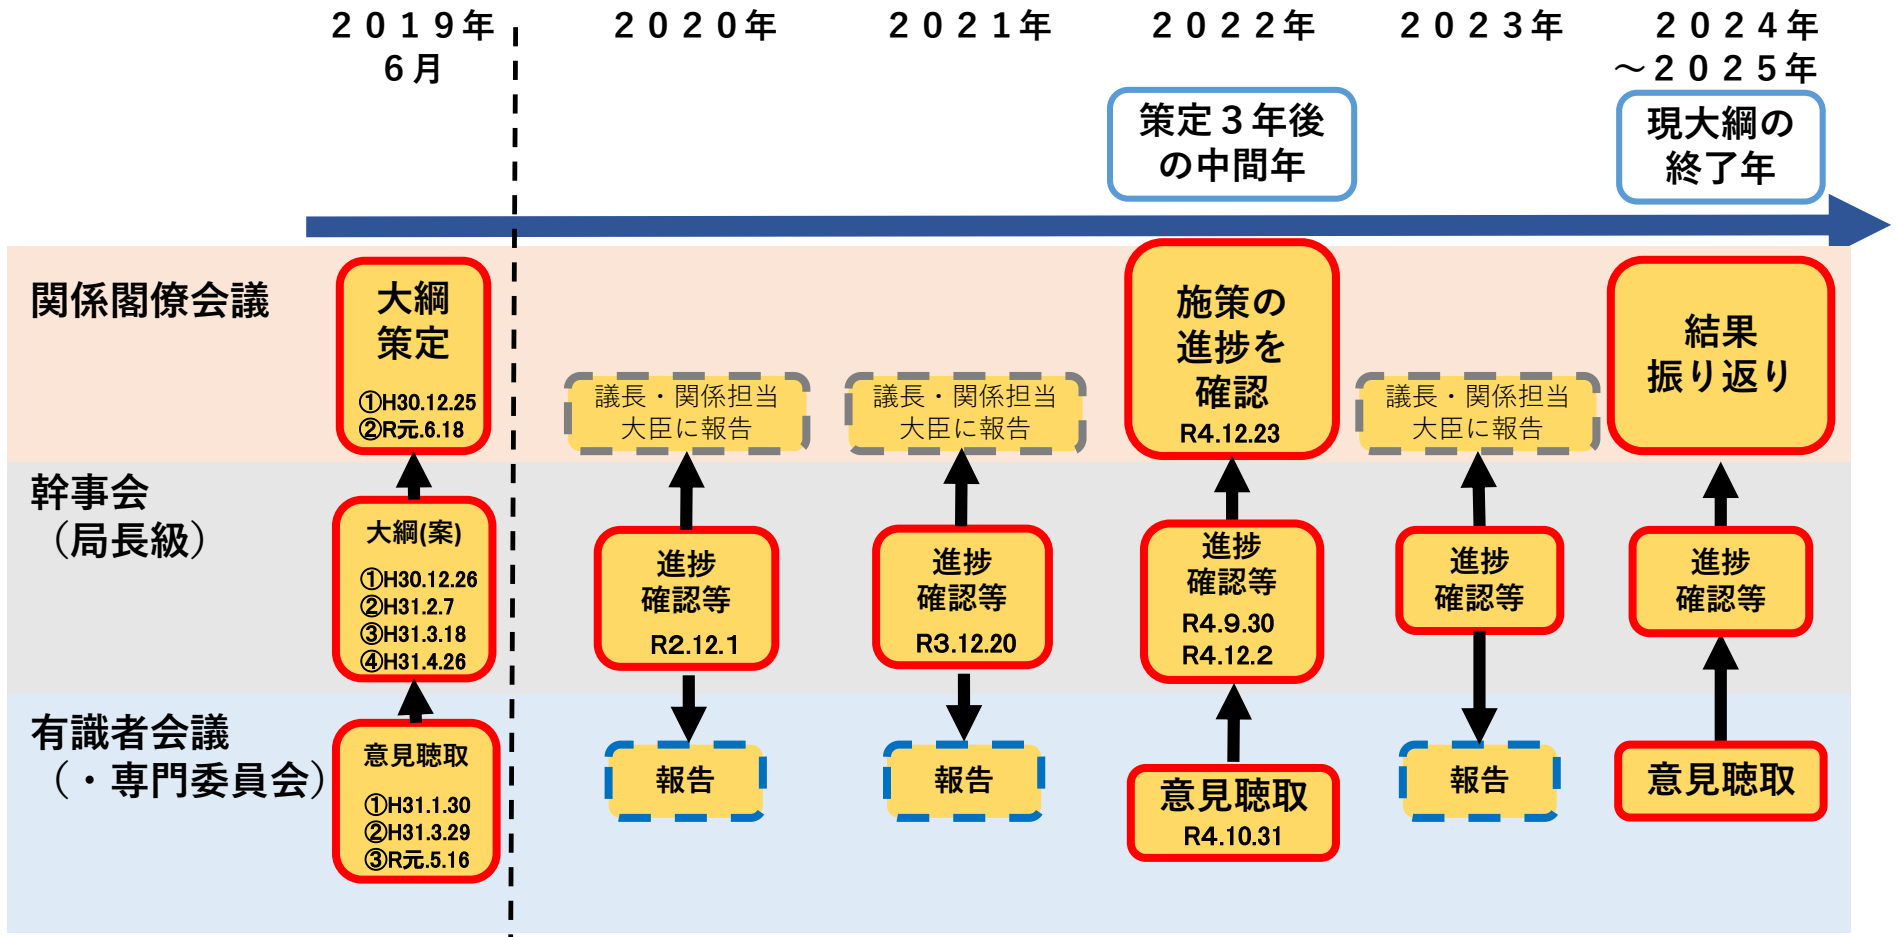 ２０１９年
６月
２０２０年
２０２１年
２０２２年
２０２３年
２０２４年
～２０２５年
策定３年後
の中間年
現大綱の
終了年
関係閣僚会議
大綱
策定
①H30.12.25
②R元.6.18
議長・関係担当
大臣に報告
議長・関係担当
大臣に報告
施策の
進捗を
確認
R4.12.23
議長・関係担当
大臣に報告
結果
振り返り
幹事会
（局長級）
大綱(案)
①H30.12.26
②H31.2.7
③H31.3.18
④H31.4.26
進捗
確認等
R2.12.1
進捗
確認等
R3.12.20
進捗
確認等
R4.9.30
R4.12.2
進捗
確認等
進捗
確認等
有識者会議
（・専門委員会）
意見聴取
①H31.1.30
②H31.3.29
③R元.5.16
報告
報告
意見聴取
R4.10.31
報告
意見聴取